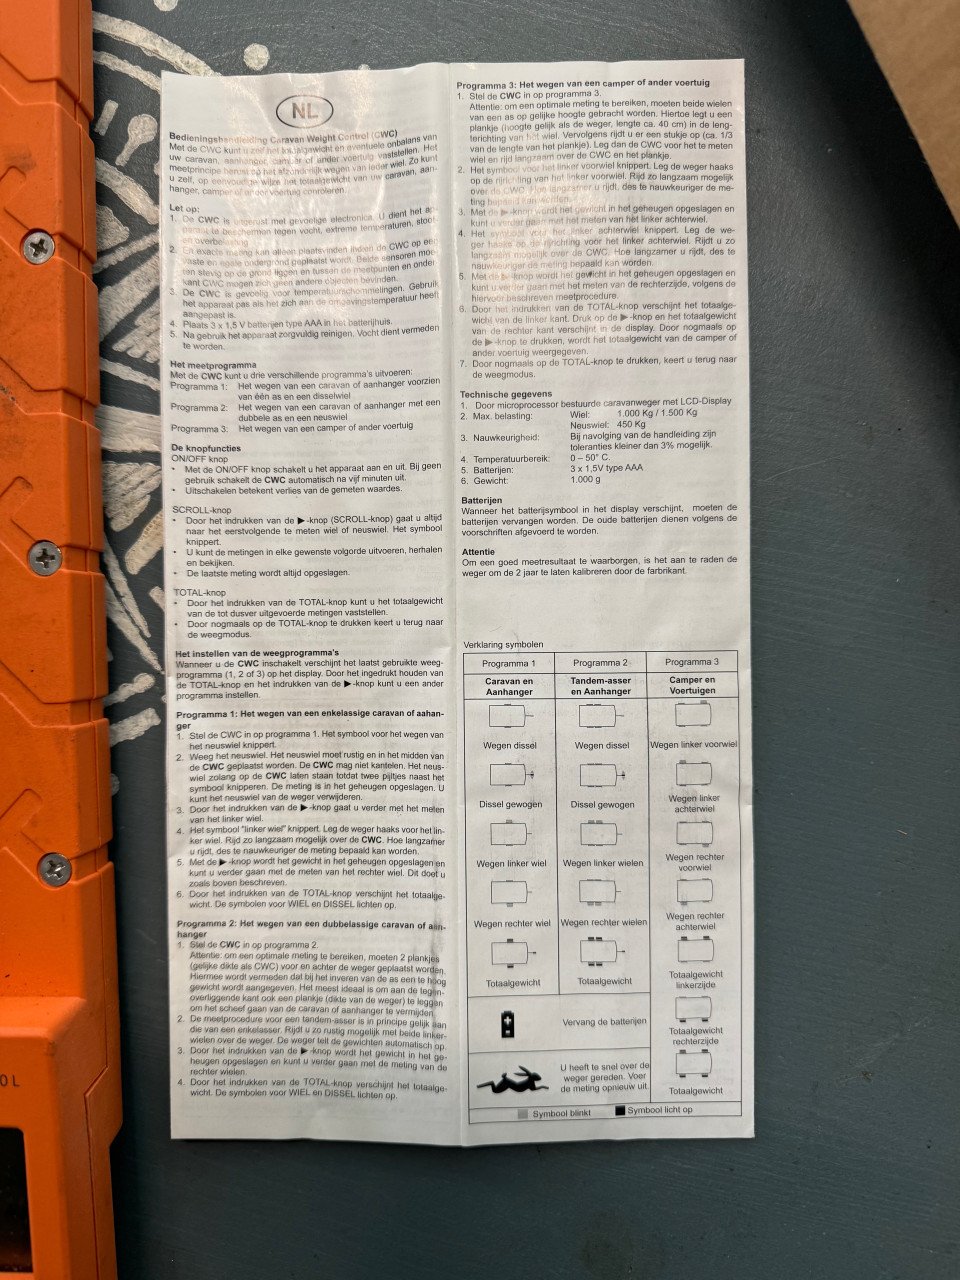 NL
Bedieningshandleiding Caravan Weight Control (CWC)
Met de CWC kunt u zelf het kogelgewicht en eventuele onbalans van
uw caravan, aanhanger, camper of ander voertuig vaststellen. Het
meetprincipe berust op het afzonderlijk wegen van ieder wiel. Zo kunt
u zelf, op eenvoudige wijze het totaalgewicht van uw caravan, aan-
hanger, camper of ander voertuig controleren.
Let op:
1. De CWC is uitgerust met gevoelige electronica. U dient het ap-
paraat te beschermen tegen vocht, extreme temperaturen, stoot-
en overbelasting.
2. En exacte meting kan alleen plaatsvinden indien de CWC op een
vaste en egale ondergrond geplaatst wordt. Beide sensoren moe-
ten stevig op de grond liggen en tussen de meetpunten en onder-
kant CWC mogen zich geen andere objecten bevinden.
3. De CWC is gevoelig voor temperatuurschommelingen. Gebruik
het apparaat pas als het zich aan de omgevingstemperatuur heeft
aangepast is.
4. Plaats 3 x 1,5 V batterijen type AAA in het batterijhuis.
5. Na gebruik het apparaat zorgvuldig reinigen. Vocht dient vermeden
te worden.
Het meetprogramma
Met de CWC kunt u drie verschillende programma's uitvoeren:
Programma 1: Het wegen van een caravan of aanhanger voorzien
van één as en een disselwiel
Programma 2: Het wegen van een caravan of aanhanger met een
dubbele as en een neuswiel
Programma 3: Het wegen van een camper of ander voertuig
De knopfuncties
ON/OFF knop
• Met de ON/OFF knop schakelt u het apparaat aan en uit. Bij geen
gebruik schakelt de CWC automatisch na vijf minuten uit.
• Uitschakelen betekent verlies van de gemeten waardes.
SCROLL-knop
• Door het indrukken van de ▶-knop (SCROLL-knop) gaat u altijd
naar het eerstvolgende te meten wiel of neuswiel. Het symbool
knippert.
• U kunt de metingen in elke gewenste volgorde uitvoeren, herhalen
en bekijken.
• De laatste meting wordt altijd opgeslagen.
TOTAL-knop
• Door het indrukken van de TOTAL-knop kunt u het totaalgewicht
van de tot dusver uitgevoerde metingen vaststellen.
• Door nogmaals op de TOTAL-knop te drukken keert u terug naar
de weegmodus.
Het instellen van de weegprogramma's
Wanneer u de CWC inschakelt verschijnt het laatst gebruikte weeg-
programma (1, 2 of 3) op het display. Door het ingedrukt houden van
de TOTAL-knop en het indrukken van de ▶-knop kunt u een ander
programma instellen.
Programma 1: Het wegen van een enkelassige caravan of aahan-
ger
1. Stel de CWC in op programma 1. Het symbool voor het wegen van
het neuswiel knippert.
2. Weeg het neuswiel. Het neuswiel moet rustig en in het midden van
de CWC geplaatst worden. De CWC mag niet kantelen. Het neus-
wiel zolang op de CWC laten staan totdat twee pijltjes naast het
symbool knipperen. De meting is in het geheugen opgeslagen. U
kunt het neuswiel van de weger verwijderen.
3. Door het indrukken van de ▶-knop gaat u verder met het meten
van het linker wiel.
4. Het symbool "linker wiel" knippert. Leg de weger haaks voor het lin-
ker wiel. Rijd zo langzaam mogelijk over de CWC. Hoe langzamer
u rijdt, des te nauwkeuriger de meting bepaald kan worden.
5. Met de ▶-knop wordt het gewicht in het geheugen opgeslagen en
kunt u verder gaan met de meten van het rechter wiel. Dit doet u
zoals boven beschreven.
6. Door het indrukken van de TOTAL-knop verschijnt het totaalge-
wicht. De symbolen voor WIEL en DISSEL lichten op.
Programma 2: Het wegen van een dubbelassige caravan of aan-
hanger
1. Stel de CWC in op programma 2.
Attentie: om een optimale meting te bereiken, moeten 2 plankjes
(gelijke dikte als CWC) voor en achter de weger geplaatst worden.
Hiermee wordt vermeden dat bij het inveren van de as een te hoog
gewicht wordt aangegeven. Het meest ideaal is om aan de tegen-
overliggende kant ook een plankje (dikte van de weger) te leggen
om het scheef gaan van de caravan of aanhanger te vermijden.
2. De meetprocedure voor een tandem-asser is in principe gelijk aan
die van een enkelasser. Rijdt u zo rustig mogelijk met beide linker-
wielen over de weger. De weger telt de gewichten automatisch op.
3. Door het indrukken van de ▶-knop wordt het gewicht in het ge-
heugen opgeslagen en kunt u verder gaan met de meting van de
rechter wielen.
4. Door het indrukken van de TOTAL-knop verschijnt het totaalge-
wicht. De symbolen voor WIEL en DISSEL lichten op.
Programma 3: Het wegen van een camper of ander voertuig
1. Stel de CWC in op programma 3.
Attentie: om een optimale meting te bereiken, moeten beide wielen
van een as op gelijke hoogte gebracht worden. Hiertoe legt u een
plankje (hoogte gelijk als de weger, lengte ca. 40 cm) in de leng-
terichting van het wiel. Vervolgens rijdt u er een stukje op (ca. 1/3
van de lengte van het plankje). Leg dan de CWC voor het te meten
wiel en rijd langzaam over de CWC en het plankje.
2. Het symbool voor het linker voorwiel knippert. Leg de weger haaks
op de rijrichting van het linker voorwiel. Rijd zo langzaam mogelijk
over de CWC. Hoe langzamer u rijdt, des te nauwkeuriger de me-
ting bepaald kan worden.
3. Met de ▶-knop wordt het gewicht in het geheugen opgeslagen en
kunt u verder gaan met het meten van het linker achterwiel.
4. Het symbool voor het linker achterwiel knippert. Leg de we-
ger haaks op de rijrichting voor het linker achterwiel. Rijdt u zo
langzaam mogelijk over de CWC. Hoe langzamer u rijdt, des te
nauwkeuriger de meting bepaald kan worden.
5. Met de ▶-knop wordt het gewicht in het geheugen opgeslagen en
kunt u verder gaan met het meten van de rechterzijde, volgens de
hiervoor beschreven meetprocedure.
6. Door het indrukken van de TOTAL-knop verschijnt het totaalge-
wicht van de linker kant. Druk op de ▶-knop en het totaalgewicht
van de rechter kant verschijnt in de display. Door nogmaals op
de ▶-knop te drukken, wordt het totaalgewicht van de camper of
ander voertuig weergegeven.
7. Door nogmaals op de TOTAL-knop te drukken, keert u terug naar
de weegmodus.
Technische gegevens
1. Door microprocessor bestuurde caravanweger met LCD-Display
2. Max. belasting: Wiel: 1.000 Kg / 1.500 Kg
Neuswiel: 450 Kg
3. Nauwkeurigheid: Bij navolging van de handleiding zijn
toleranties kleiner dan 3% mogelijk.
4. Temperatuurbereik: 0 – 50° C.
5. Batterijen: 3 x 1,5V type AAA
6. Gewicht: 1.000 g
Batterijen
Wanneer het batterijsymbool in het display verschijnt, moeten de
batterijen vervangen worden. De oude batterijen dienen volgens de
voorschriften afgevoerd te worden.
Attentie
Om een goed meetresultaat te waarborgen, is het aan te raden de
weger om de 2 jaar te laten kalibreren door de farbrikant.
Verklaring symbolen
Programma 1 Programma 2 Programma 3
Caravan en Tandem-asser Camper en
Aanhanger en Aanhanger Voertuigen
Wegen dissel Wegen dissel Wegen linker voorwiel
Dissel gewogen Dissel gewogen Wegen linker
achterwiel
Wegen linker wiel Wegen linker wielen Wegen rechter
voorwiel
Wegen rechter wiel Wegen rechter wielen Wegen rechter
achterwiel
Totaalgewicht Totaalgewicht Totaalgewicht
linkerzijde
Vervang de batterijen Totaalgewicht
rechterzijde
U heeft te snel over de
weger gereden. Voer
de meting opnieuw uit.
Totaalgewicht
Symbool blinkt Symbool licht op
OL